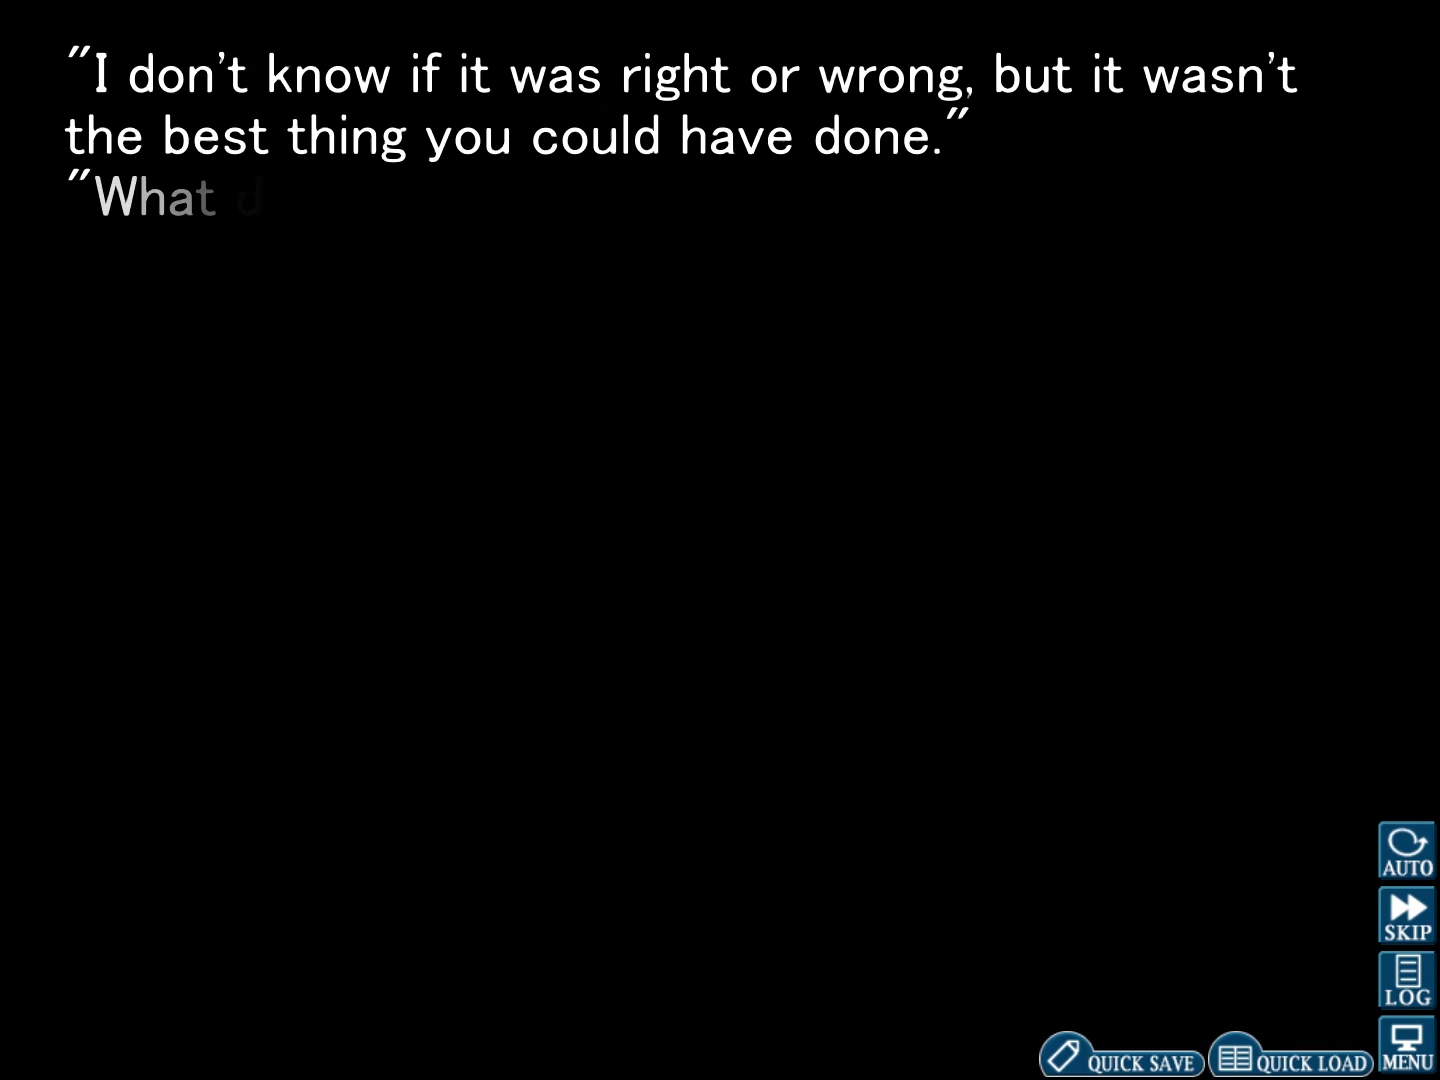 "I don't know if it was right or wrong, but it wasn't
the best thing you could have done."
"What d
AUTO
SKIP
LOG
QUICK SAVE QUICK LOAD MENU